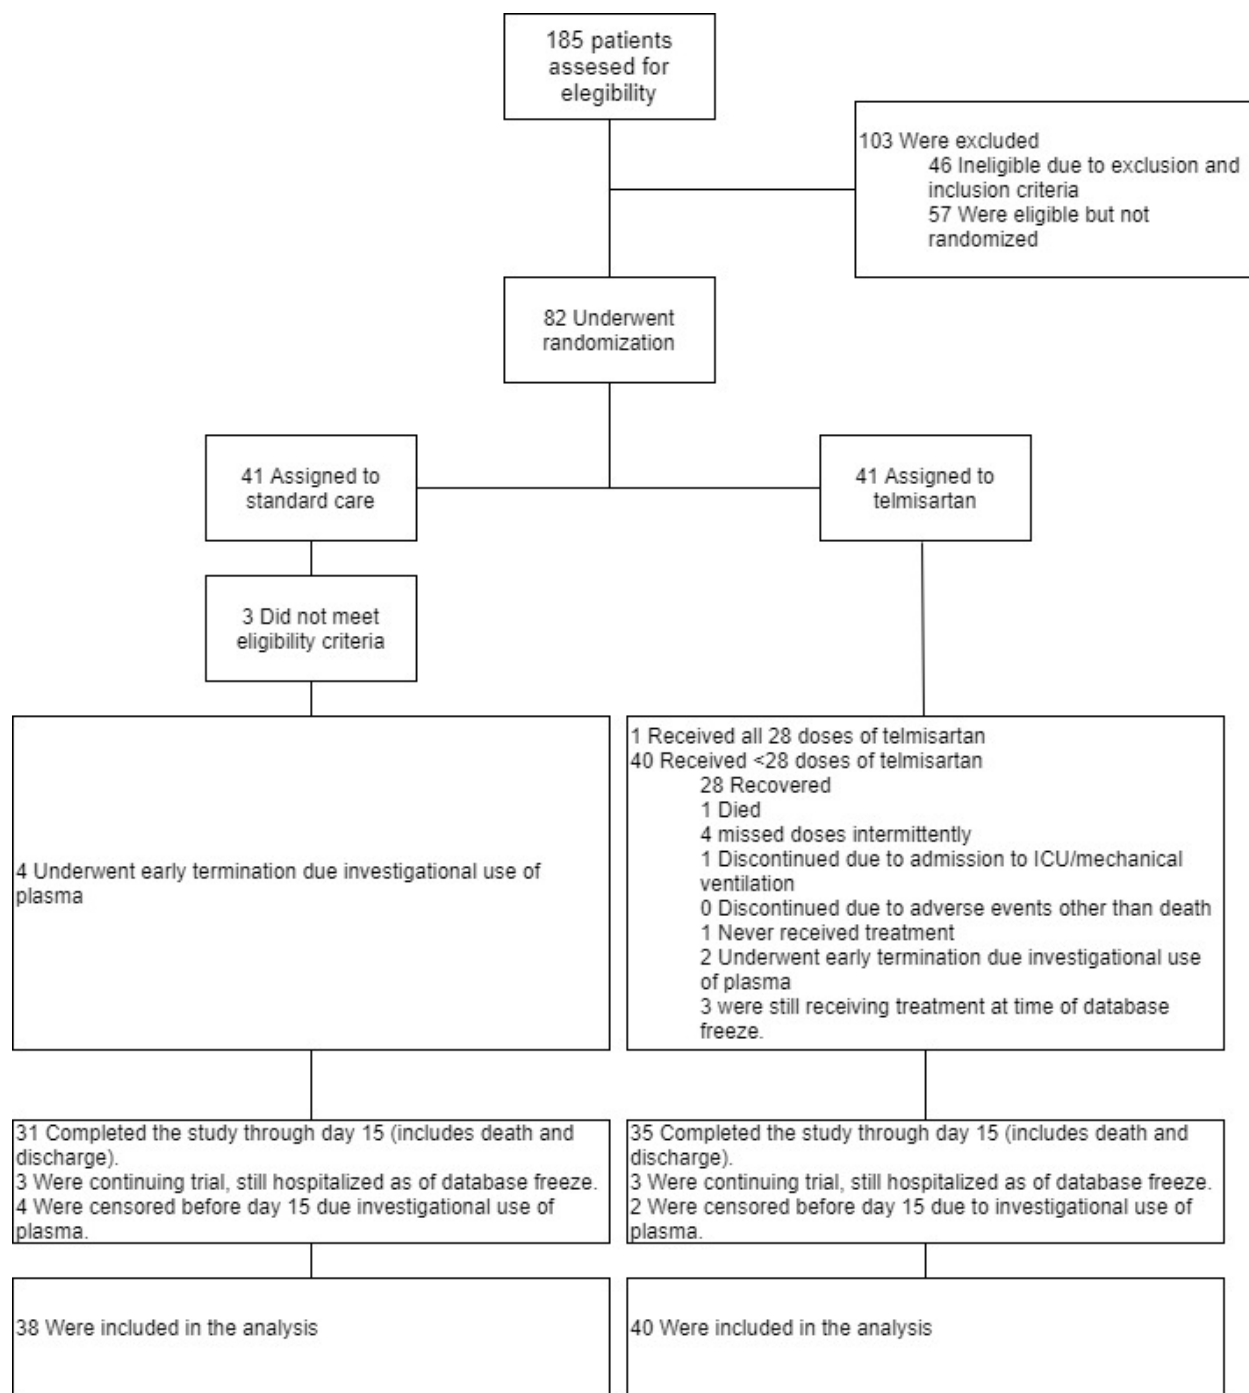 185 patients
assesed for
elegibility
103 Were excluded
46 Ineligible due to exclusion and
inclusion criteria
57 Were eligible but not
randomized
82 Underwent
randomization
41 Assigned to
standard care
41 Assigned to
telmisartan
3 Did not meet
eligibility criteria
4 Underwent early termination due investigational use of
plasma
1 Received all 28 doses of telmisartan
40 Received <28 doses of telmisartan
28 Recovered
1 Died
4 missed doses intermittently
1 Discontinued due to admission to ICU/mechanical
ventilation
0 Discontinued due to adverse events other than death
1 Never received treatment
2 Underwent early termination due investigational use
of plasma
3 were still receiving treatment at time of database
freeze.
31 Completed the study through day 15 (includes death and
discharge).
3 Were continuing trial, still hospitalized as of database freeze.
4 Were censored before day 15 due investigational use of
plasma.
35 Completed the study through day 15 (includes death and
discharge).
3 Were continuing trial, still hospitalized as of database freeze.
2 Were censored before day 15 due to investigational use of
plasma.
38 Were included in the analysis
40 Were included in the analysis